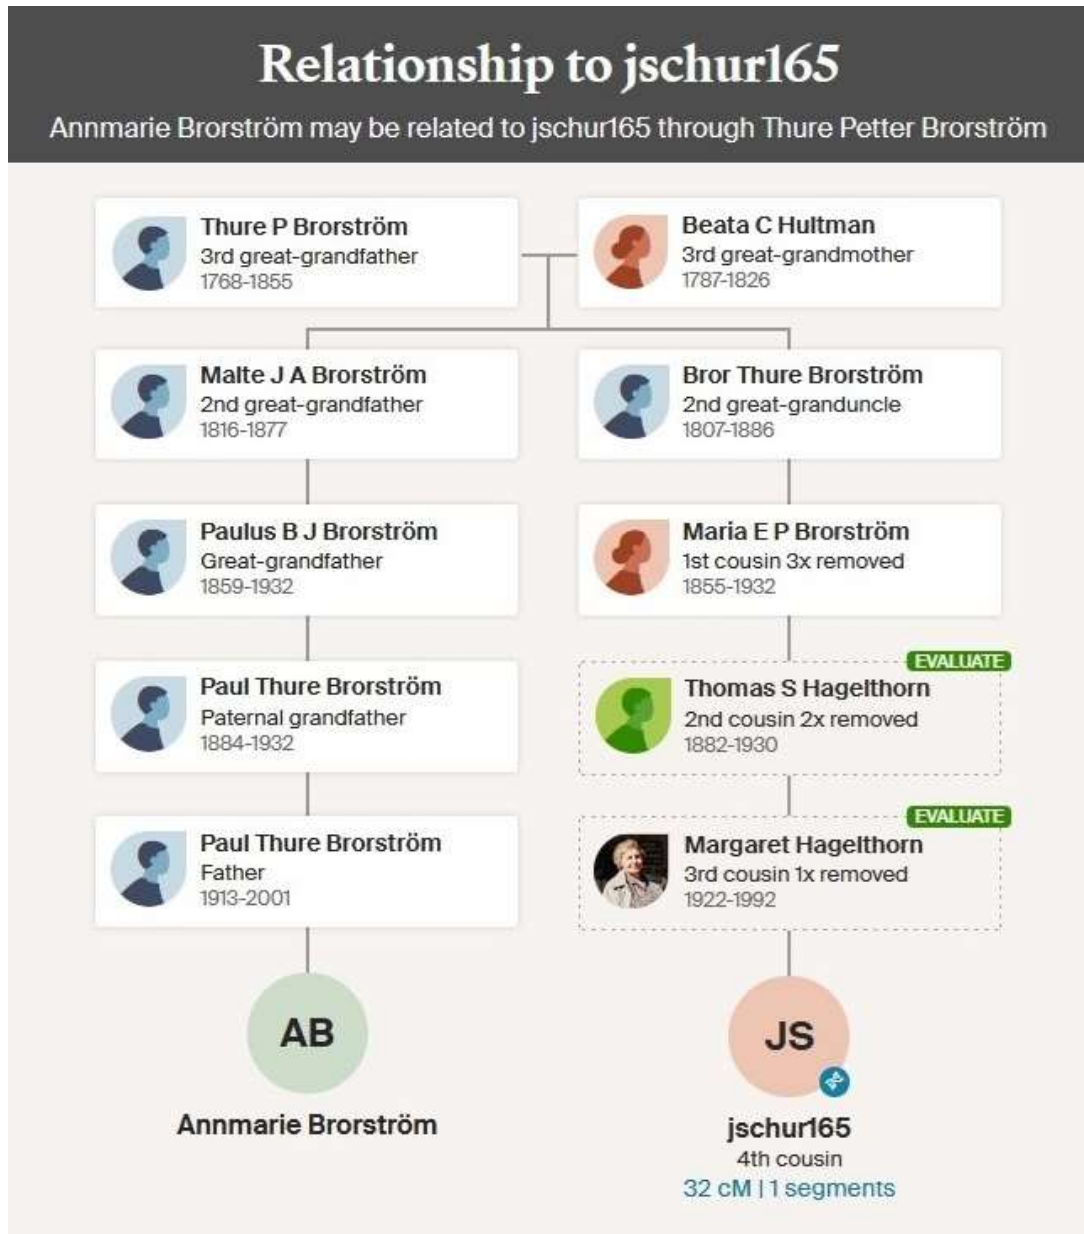 Relationship to jschur165
Annmarie Brorström may be related to jschur165 through Thure Petter Brorström
Thure P Brorström
3rd great-grandfather
1768-1855
Beata C Hultman
3rd great-grandmother
1787-1826
Malte J A Brorström
2nd great-grandfather
1816-1877
Bror Thure Brorström
2nd great-granduncle
1807-1886
Paulus B J Brorström
Great-grandfather
1859-1932
Maria E P Brorström
1st cousin 3x removed
1855-1932
Paul Thure Brorström
Paternal grandfather
1884-1932
EVALUATE
Thomas S Hagelthorn
2nd cousin 2x removed
1882-1930
Paul Thure Brorström
Father
1913-2001
EVALUATE
Margaret Hagelthorn
3rd cousin 1x removed
1922-1992
AB
Annmarie Brorström
JS
jschur165
4th cousin
32 cM | 1 segments